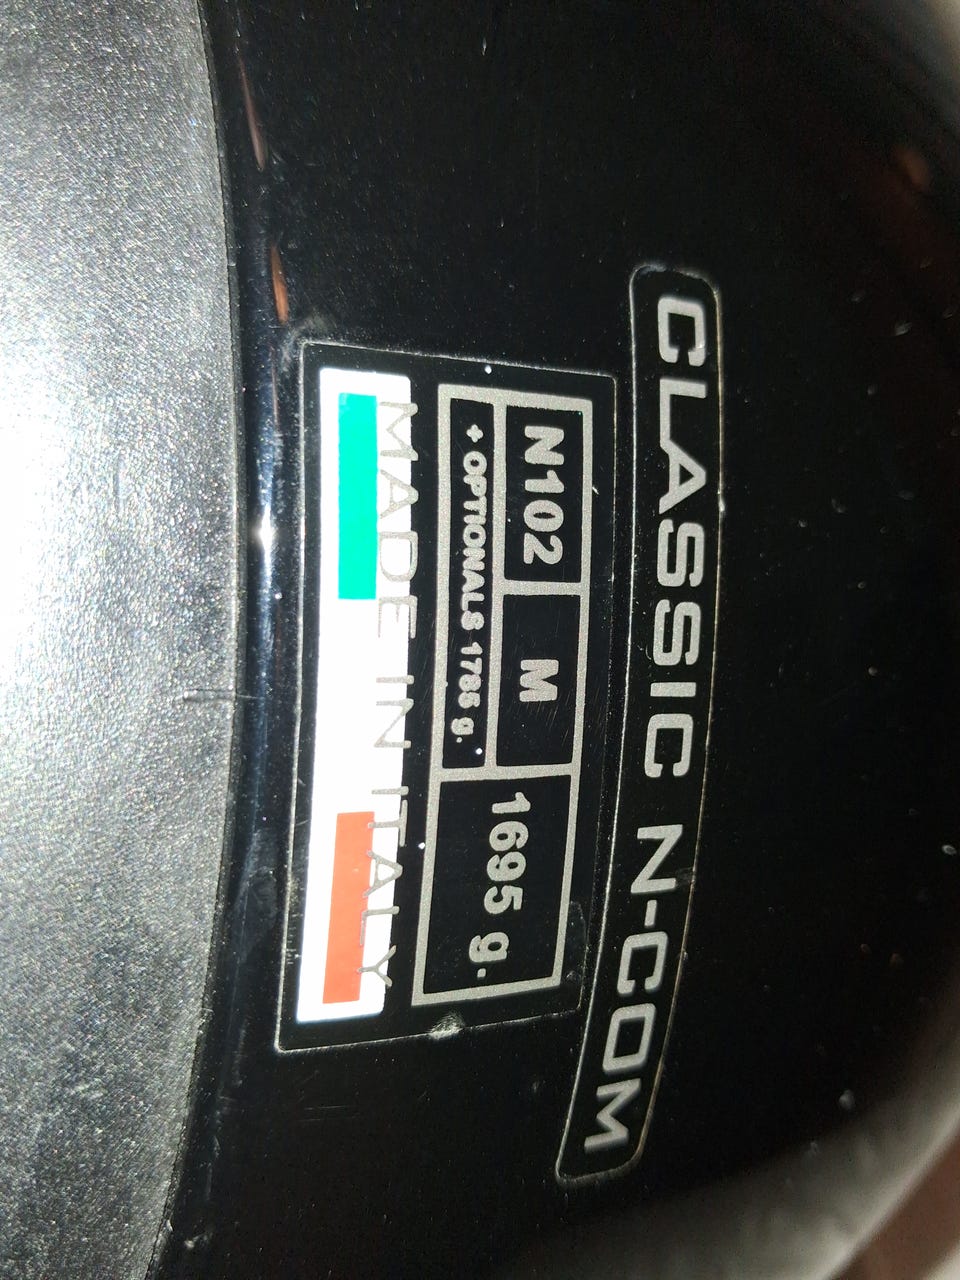 CLASSIC N-COM
N102 M 1695 g.
+ OPTIONALS 1785 g.
MADE IN ITALY